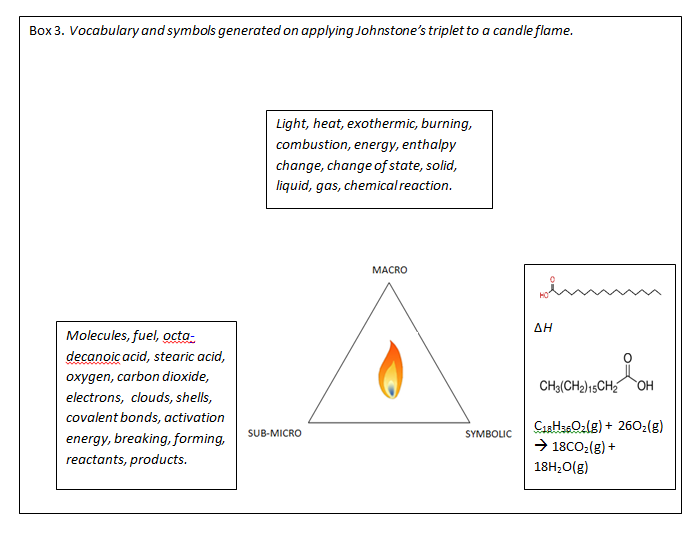 Box 3. Vocabulary and symbols generated on applying Johnstone's triplet to a candle flame.
Light, heat, exothermic, burning,
combustion, energy, enthalpy
change, change of state, solid,
liquid, gas, chemical reaction.
MACRO
O
HO
ΔH
O
CH₃(CH₂)₁₅CH₂ OH
C₁₈H₃₆O₂(g) + 26O₂(g)
→ 18CO₂(g) +
18H₂O(g)
Molecules, fuel, octa-
decanoic acid, stearic acid,
oxygen, carbon dioxide,
electrons, clouds, shells,
covalent bonds, activation
energy, breaking, forming,
reactants, products.
SUB-MICRO
SYMBOLIC